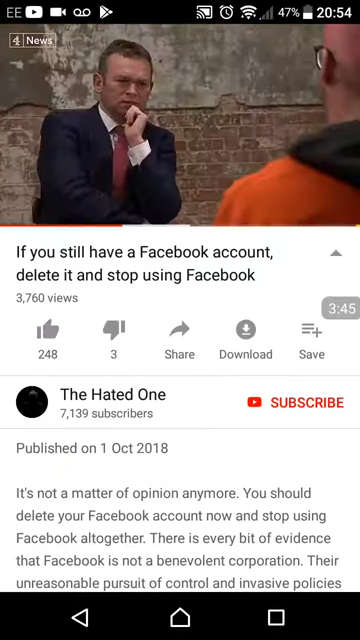 EE 47% 20:54
4 News
If you still have a Facebook account,
delete it and stop using Facebook
3,760 views
3:45
248 3 Share Download Save
The Hated One
7,139 subscribers
SUBSCRIBE
Published on 1 Oct 2018
It's not a matter of opinion anymore. You should
delete your Facebook account now and stop using
Facebook altogether. There is every bit of evidence
that Facebook is not a benevolent corporation. Their
unreasonable pursuit of control and invasive policies